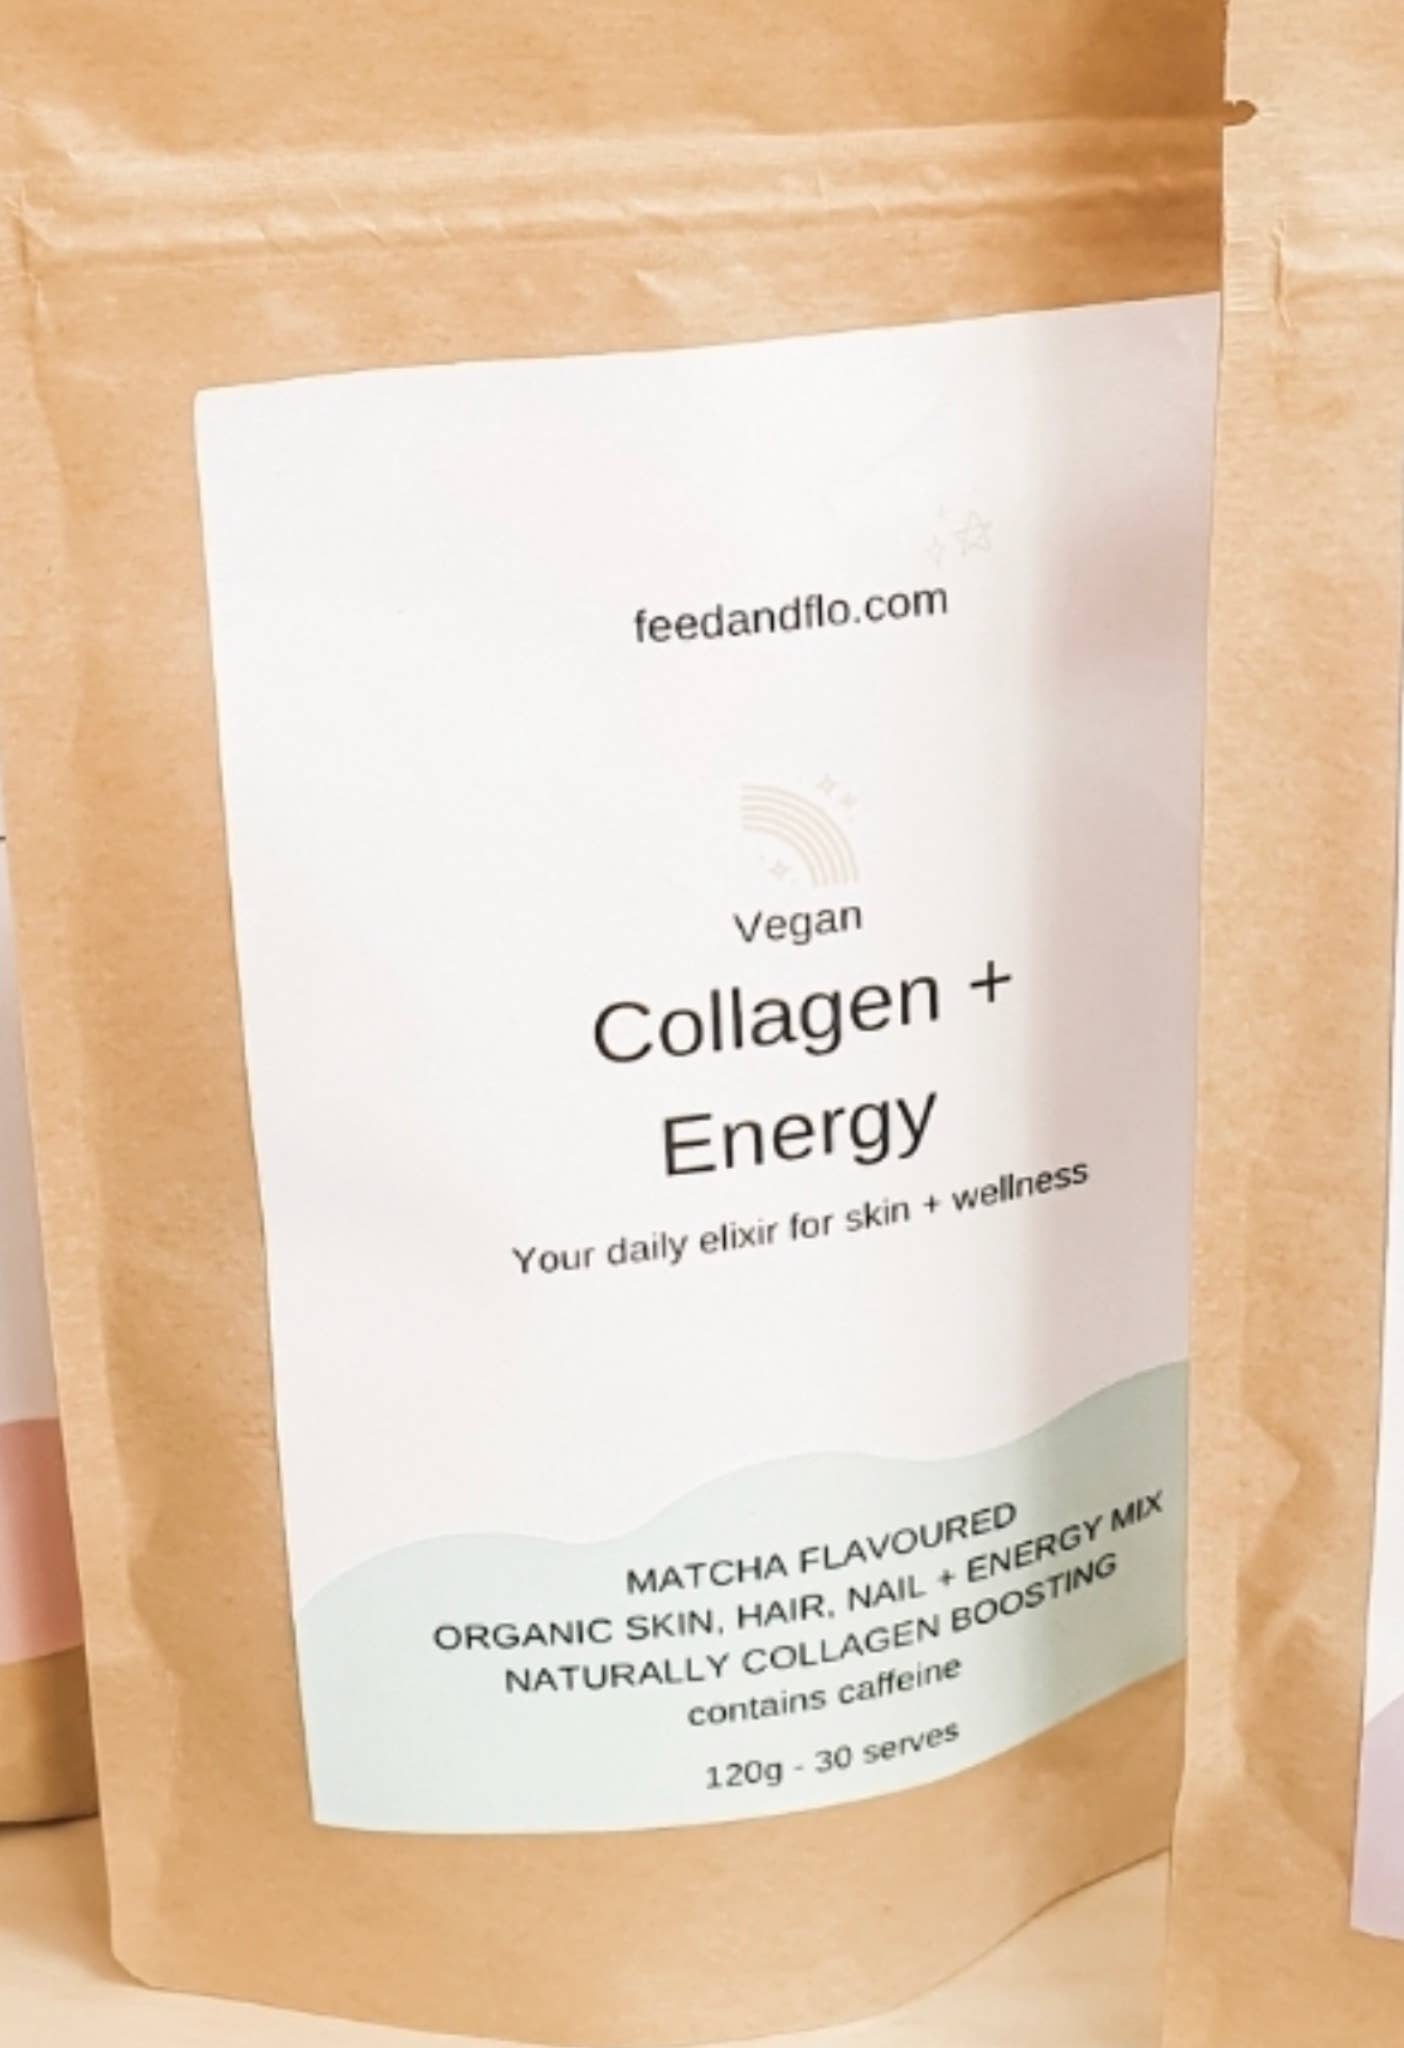 feedandflo.com
Vegan
Collagen +
Energy
Your daily elixir for skin + wellness
MATCHA FLAVOURED
ORGANIC SKIN, HAIR, NAIL + ENERGY MIX
NATURALLY COLLAGEN BOOSTING
contains caffeine
120g - 30 serves